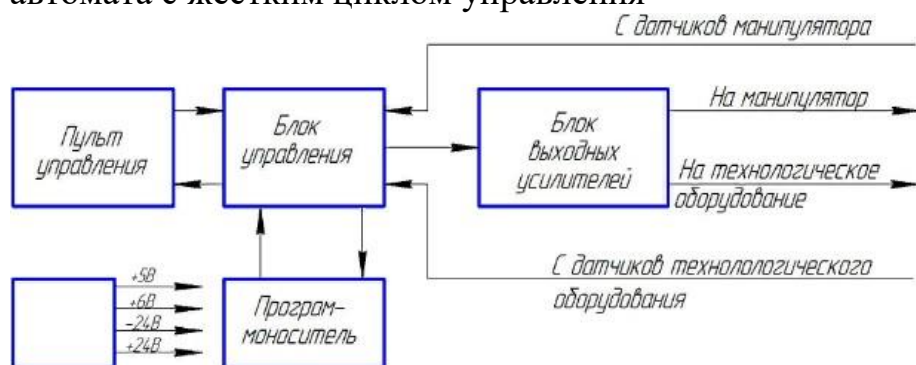 автомата с жестким циклом управления
С датчиков манипулятора
Пульт
управления
Блок
управления
Блок
выходных
усилителей
На манипулятор
На технологическое
оборудование
С датчиков технолологического
оборудования
+5В
+6В
-24В
+24В
Програм-
моноситель